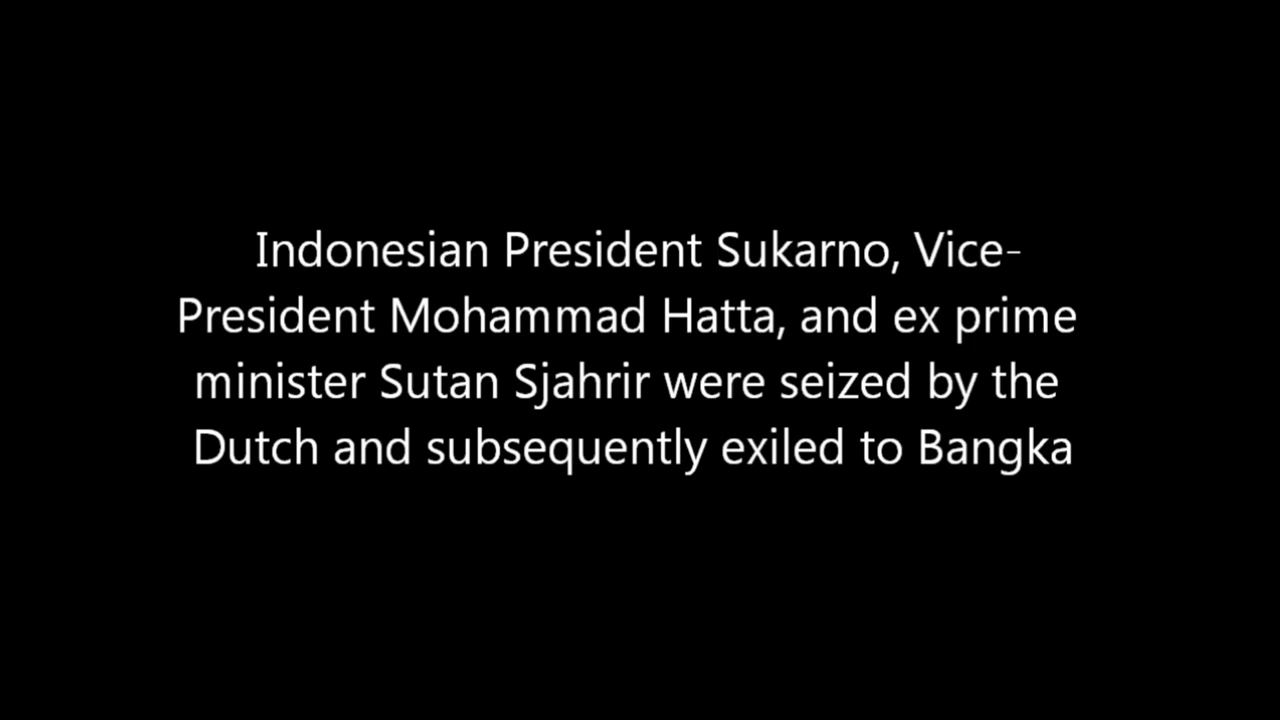 Indonesian President Sukarno, Vice-
President Mohammad Hatta, and ex prime
minister Sutan Sjahrir were seized by the
Dutch and subsequently exiled to Bangka